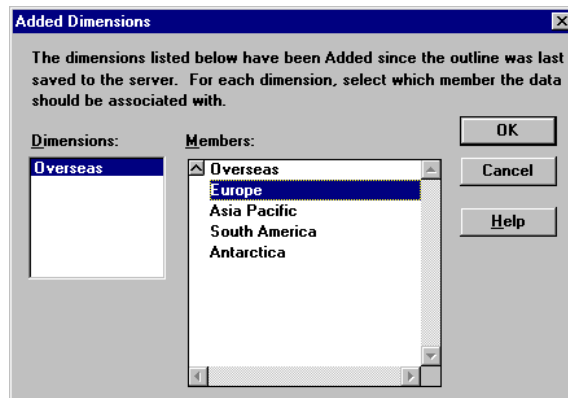 Added Dimensions
The dimensions listed below have been Added since the outline was last
saved to the server. For each dimension, select which member the data
should be associated with.
Dimensions:
Members:
OK
Overseas
Overseas
Cancel
Europe
Asia Pacific
Help
South America
Antarctica